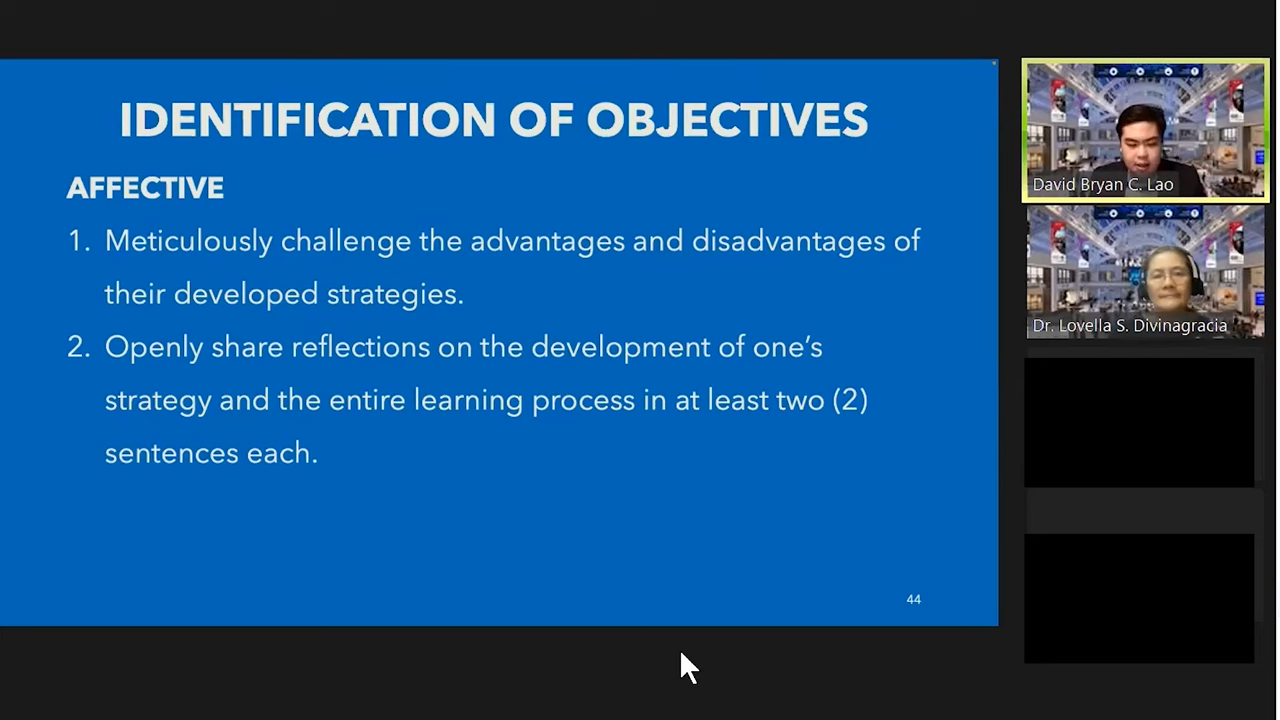 IDENTIFICATION OF OBJECTIVES
AFFECTIVE
1. Meticulously challenge the advantages and disadvantages of
their developed strategies.
2. Openly share reflections on the development of one's
strategy and the entire learning process in at least two (2)
sentences each.
44
David Bryan C. Lao
Dr. Lovella S. Divinagracia